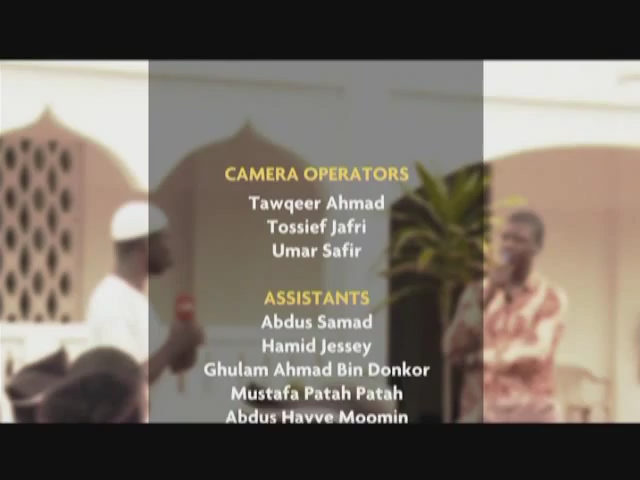 CAMERA OPERATORS
Tawqeer Ahmad
Tossief Jafri
Umar Safir
ASSISTANTS
Abdus Samad
Hamid Jessey
Ghulam Ahmad Bin Donkor
Mustafa Patah Patah
Abdus Hayye Moomin